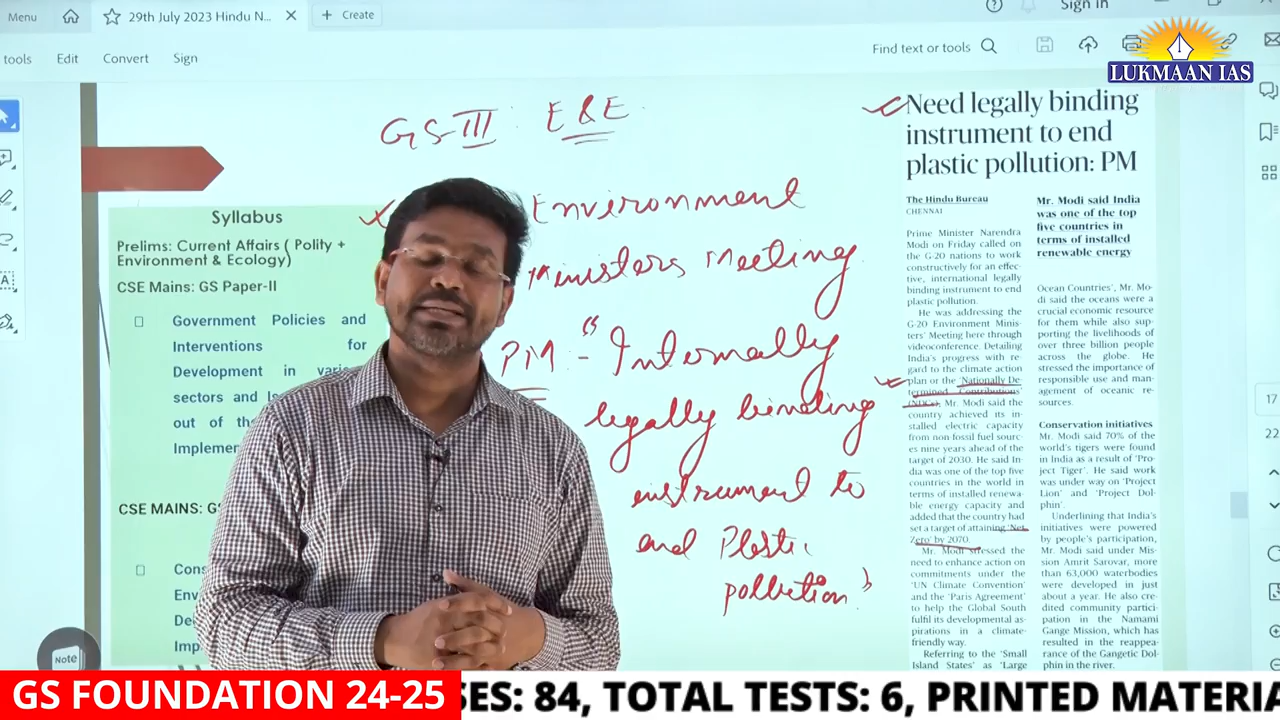 Menu
29th July 2023 Hindu N...
Create
Sign In
tools
Edit
Convert
Sign
Find text or tools
LUKMAAN IAS
GS-III: E&E
Environment
Ministers Meeting
PM - "Internally
legally binding
instrument to
end Plastic
pollution"
Syllabus
Prelims: Current Affairs ( Polity +
Environment & Ecology)
CSE Mains: GS Paper-II
Government Policies and
Interventions for
Development in
sectors and
out of
CSE MAINS:
Need legally binding
instrument to end
plastic pollution: PM
The Hindu Bureau
CHENNAI
Prime Minister Narendra
Modi on Friday called on
the G-20 nations to work
constructively for an effec-
tive, international legally
binding instrument to end
plastic pollution.
He was addressing the
G-20 Environment Minis-
ters' Meeting here through
videoconference. Detailing
India's progress with re-
gard to the climate action
plan or the 'Nationally De-
termined Contributions'
(NDCs), Mr. Modi said the
country achieved its in-
stalled electric capacity
from non-fossil fuel sourc-
es nine years ahead of the
target of 2030. He said In-
dia was one of the top five
countries in the world in
terms of installed renewa-
ble energy capacity and
added that the country had
set a target of attaining 'Net
Zero' by 2070.
Mr. Modi stressed the
need to enhance action on
commitments under the
'UN Climate Convention'
and the 'Paris Agreement'
to help the Global South
fulfil its developmental as-
pirations in a climate-
friendly way.
Referring to the 'Small
Island States' as 'Large
Mr. Modi said India
was one of the top
five countries in
terms of installed
renewable energy
Ocean Countries', Mr. Mo-
di said the oceans were a
crucial economic resource
for them while also sup-
porting the livelihoods of
over three billion people
across the globe. He
stressed the importance of
responsible use and man-
agement of oceanic re-
sources.
Conservation initiatives
Mr. Modi said 70% of the
world's tigers were found
in India as a result of 'Pro-
ject Tiger'. He said work
was under way on 'Project
Lion' and 'Project Dol-
phin'.
Underlining that India's
initiatives were powered
by people's participation,
Mr. Modi said under Mis-
sion Amrit Sarovar, more
than 63,000 waterbodies
were developed in just
about a year. He also cre-
dited community partici-
pation in the Namami
Gange Mission, which has
resulted in the reappea-
rance of the Gangetic Dol-
phin in the river.
17
22
Note
GS FOUNDATION 24-25
SES: 84, TOTAL TESTS: 6, PRINTED MATERIA